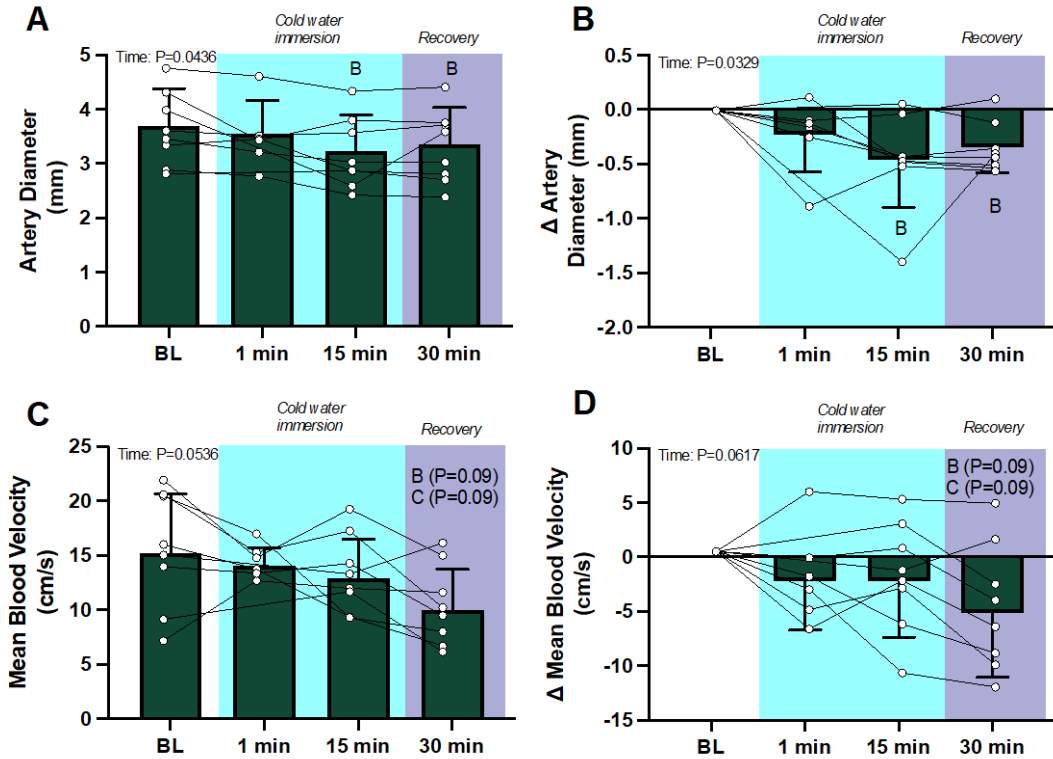 A
Cold water
immersion
Recovery
Time: P=0.0436
B
B
Artery Diameter
(mm)
5
4
3
2
1
0
BL
1 min
15 min
30 min
B
Cold water
immersion
Recovery
Time: P=0.0329
B
B
Δ Artery
Diameter (mm)
0.5
0.0
-0.5
-1.0
-1.5
-2.0
BL
1 min
15 min
30 min
C
Cold water
immersion
Recovery
Time: P=0.0536
B (P=0.09)
C (P=0.09)
Mean Blood Velocity
(cm/s)
25
20
15
10
5
0
BL
1 min
15 min
30 min
D
Cold water
immersion
Recovery
Time: P=0.0617
B (P=0.09)
C (P=0.09)
Δ Mean Blood Velocity
(cm/s)
10
5
0
-5
-10
-15
BL
1 min
15 min
30 min